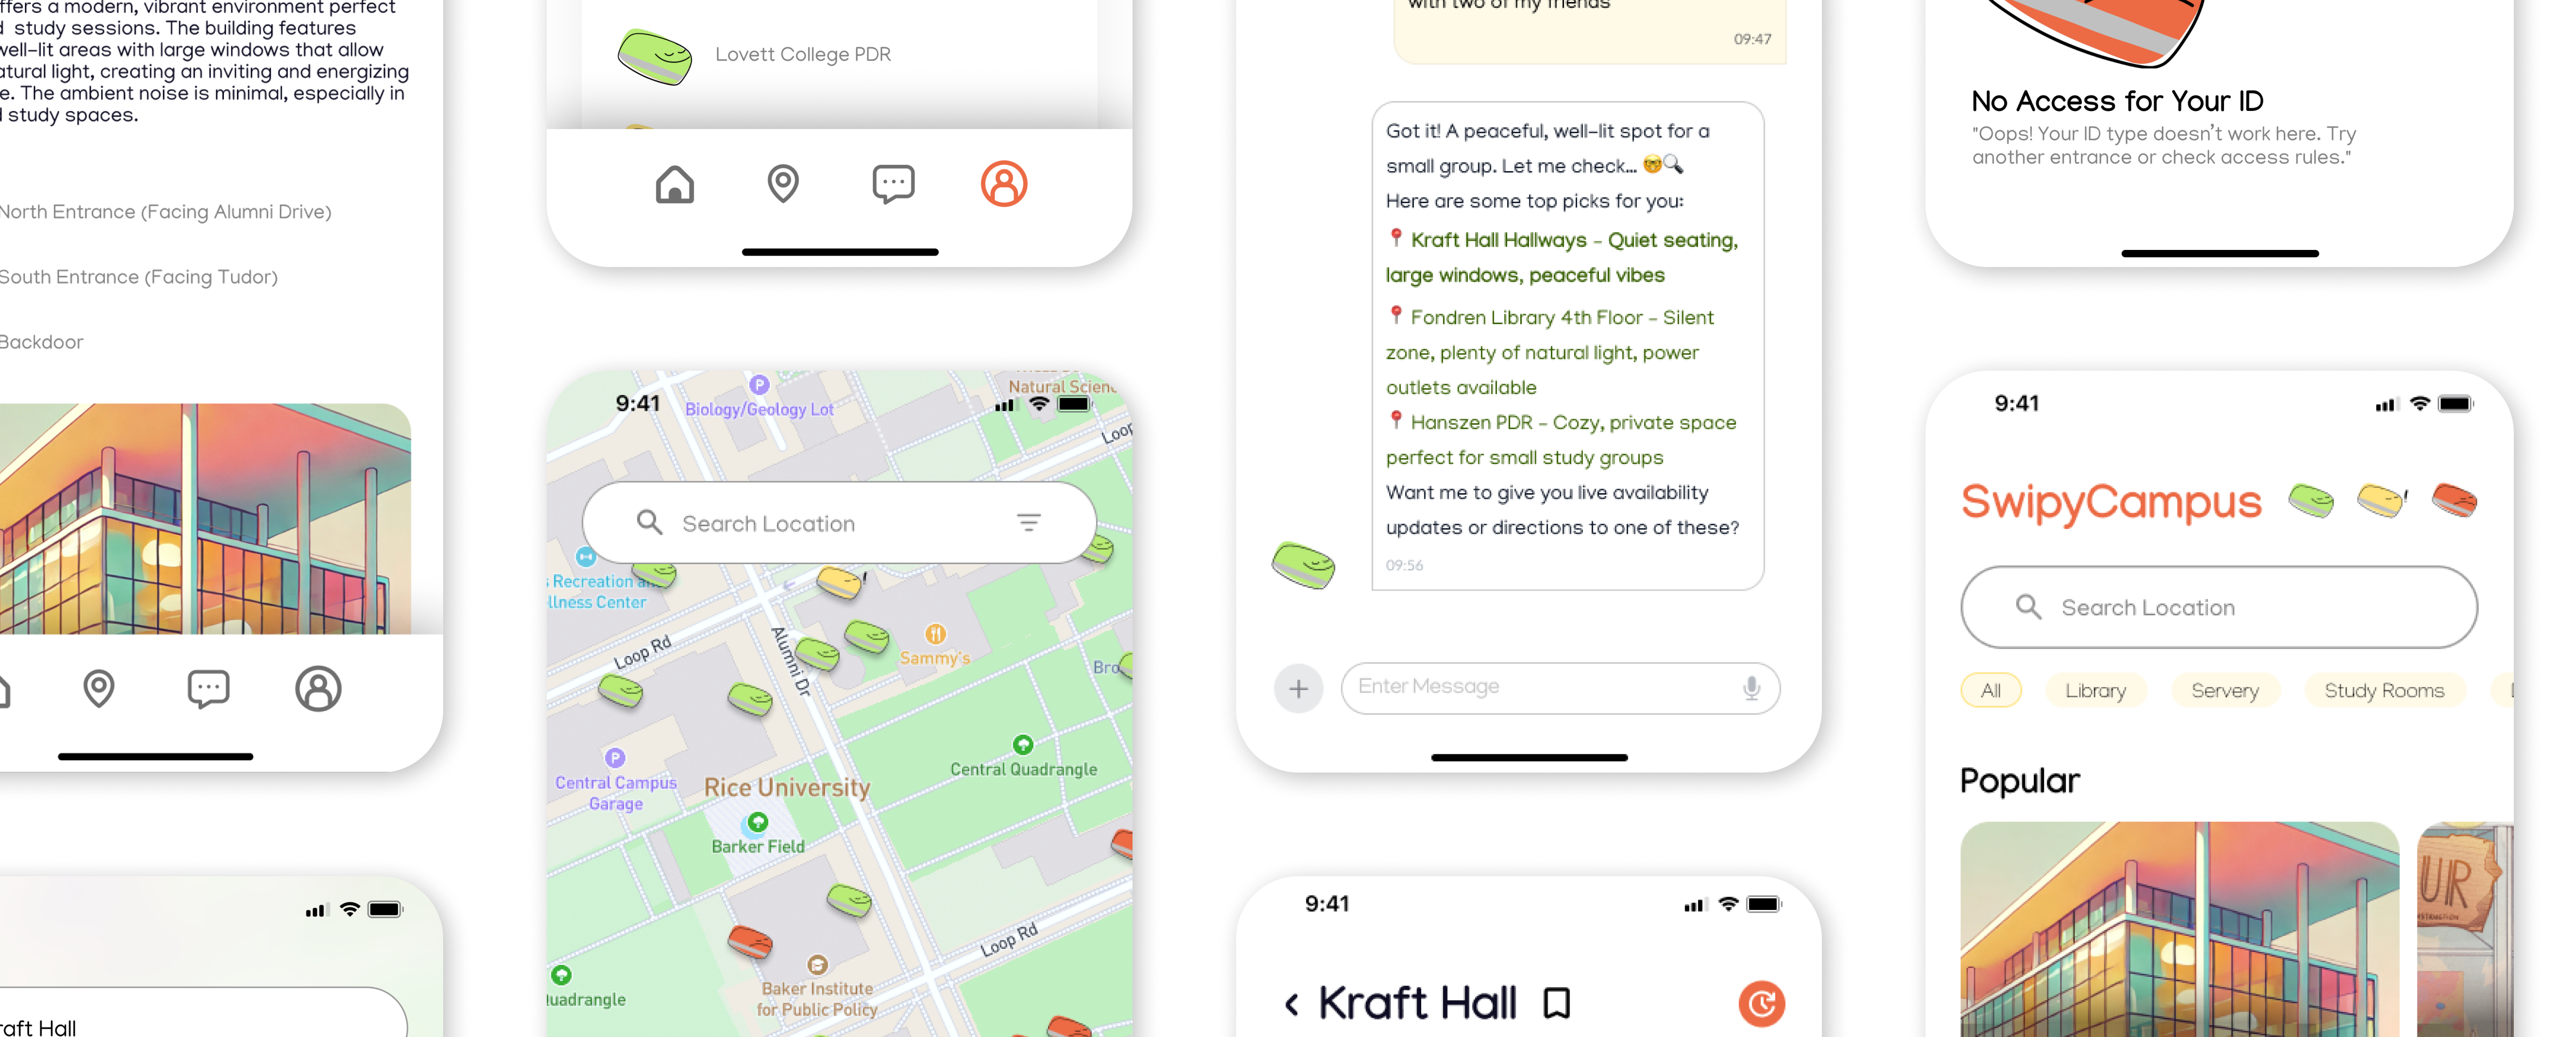 ffers a modern, vibrant environment perfect
study sessions. The building features
well-lit areas with large windows that allow
atural light, creating an inviting and energizing
e. The ambient noise is minimal, especially in
study spaces.
North Entrance (Facing Alumni Drive)
South Entrance (Facing Tudor)
Backdoor
raft Hall
Lovett College PDR
9:41
Natural Scienc
Biology/Geology Lot
Loop
Search Location
s Recreation a
llness Center
Loop Rd
Alumni Dr
Sammy's
Bro
Central Campus
Garage
Rice University
Central Quadrangle
Barker Field
Loop Rd
Baker Institute
for Public Policy
uadrangle
with two of my friends
09:47
Got it! A peaceful, well-lit spot for a
small group. Let me check... 🤓🔍
Here are some top picks for you:
📍 Kraft Hall Hallways - Quiet seating,
large windows, peaceful vibes
📍 Fondren Library 4th Floor - Silent
zone, plenty of natural light, power
outlets available
📍 Hanszen PDR - Cozy, private space
perfect for small study groups
Want me to give you live availability
updates or directions to one of these?
09:56
Enter Message
9:41
Kraft Hall
No Access for Your ID
"Oops! Your ID type doesn't work here. Try
another entrance or check access rules."
9:41
SwipyCampus
Search Location
All
Library
Servery
Study Rooms
Popular
UR